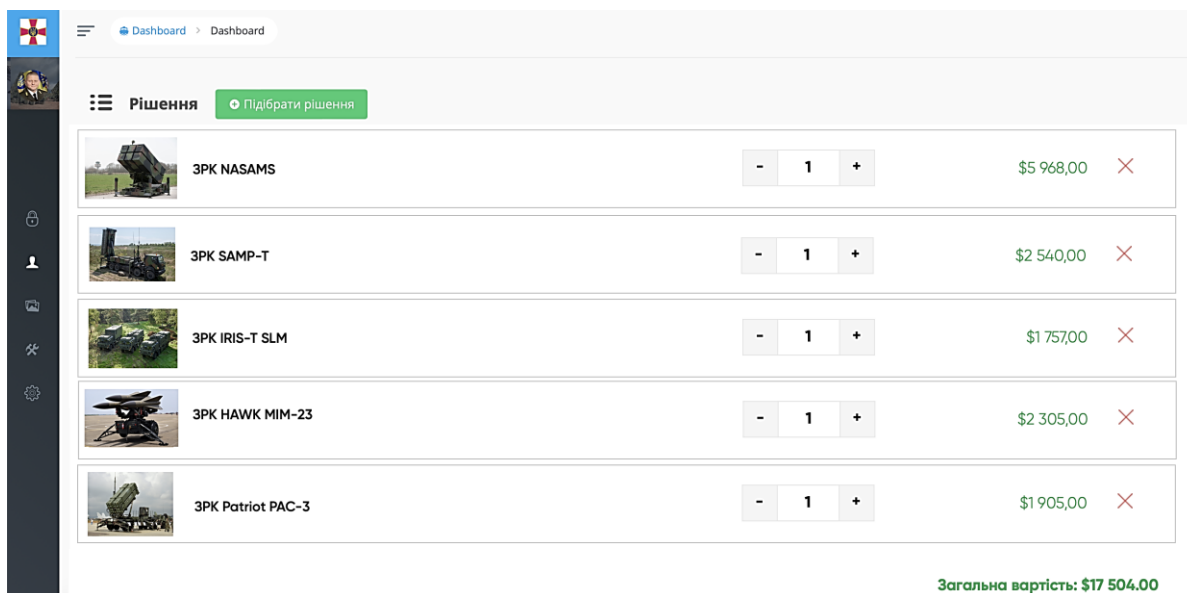 Dashboard > Dashboard
Рішення Підібрати рішення
ЗРК NASAMS - 1 + $5 968,00
ЗРК SAMP-T - 1 + $2 540,00
ЗРК IRIS-T SLM - 1 + $1 757,00
ЗРК HAWK MIM-23 - 1 + $2 305,00
ЗРК Patriot PAC-3 - 1 + $1 905,00
Загальна вартість: $17 504.00